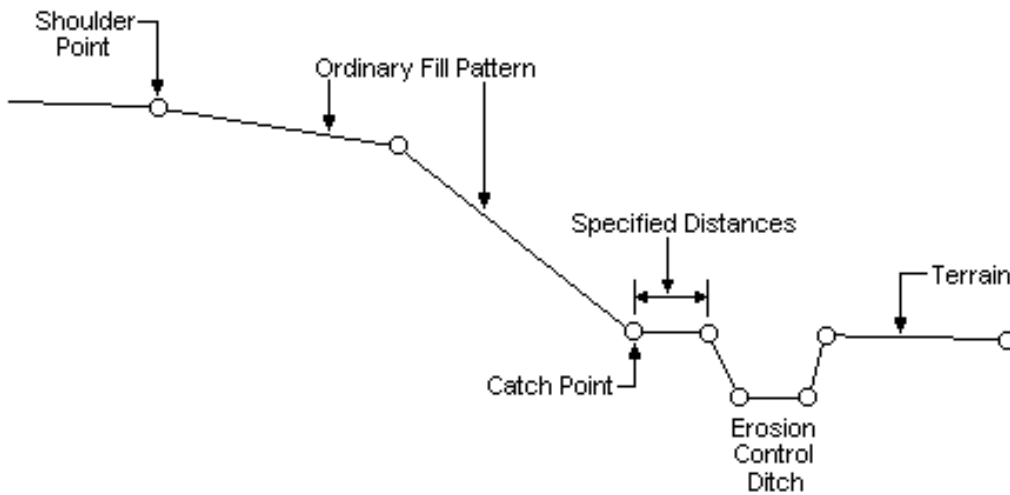 Shoulder
Point
Ordinary Fill Pattern
Specified Distances
Terrain
Catch Point
Erosion
Control
Ditch